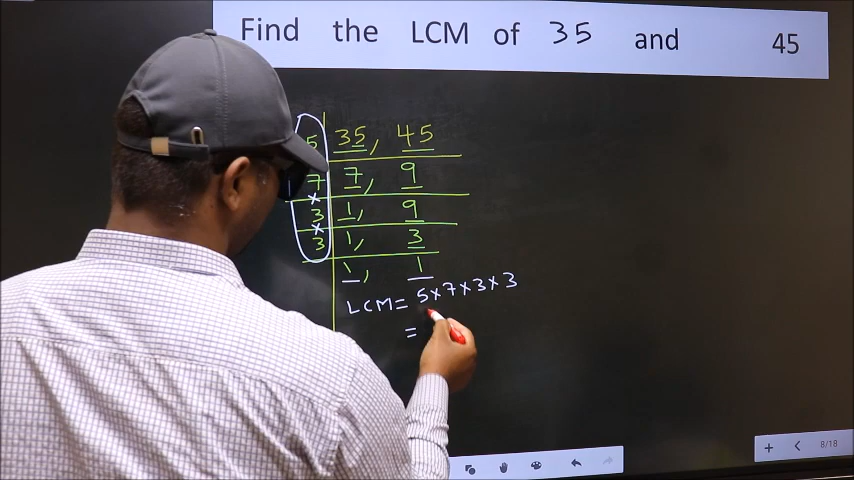 Find the LCM of 35 and 45
5 35, 45
7 7, 9
× 3 1, 9
× 3 1, 3
1, 1
LCM = 5×7×3×3
=
+ < 8/18